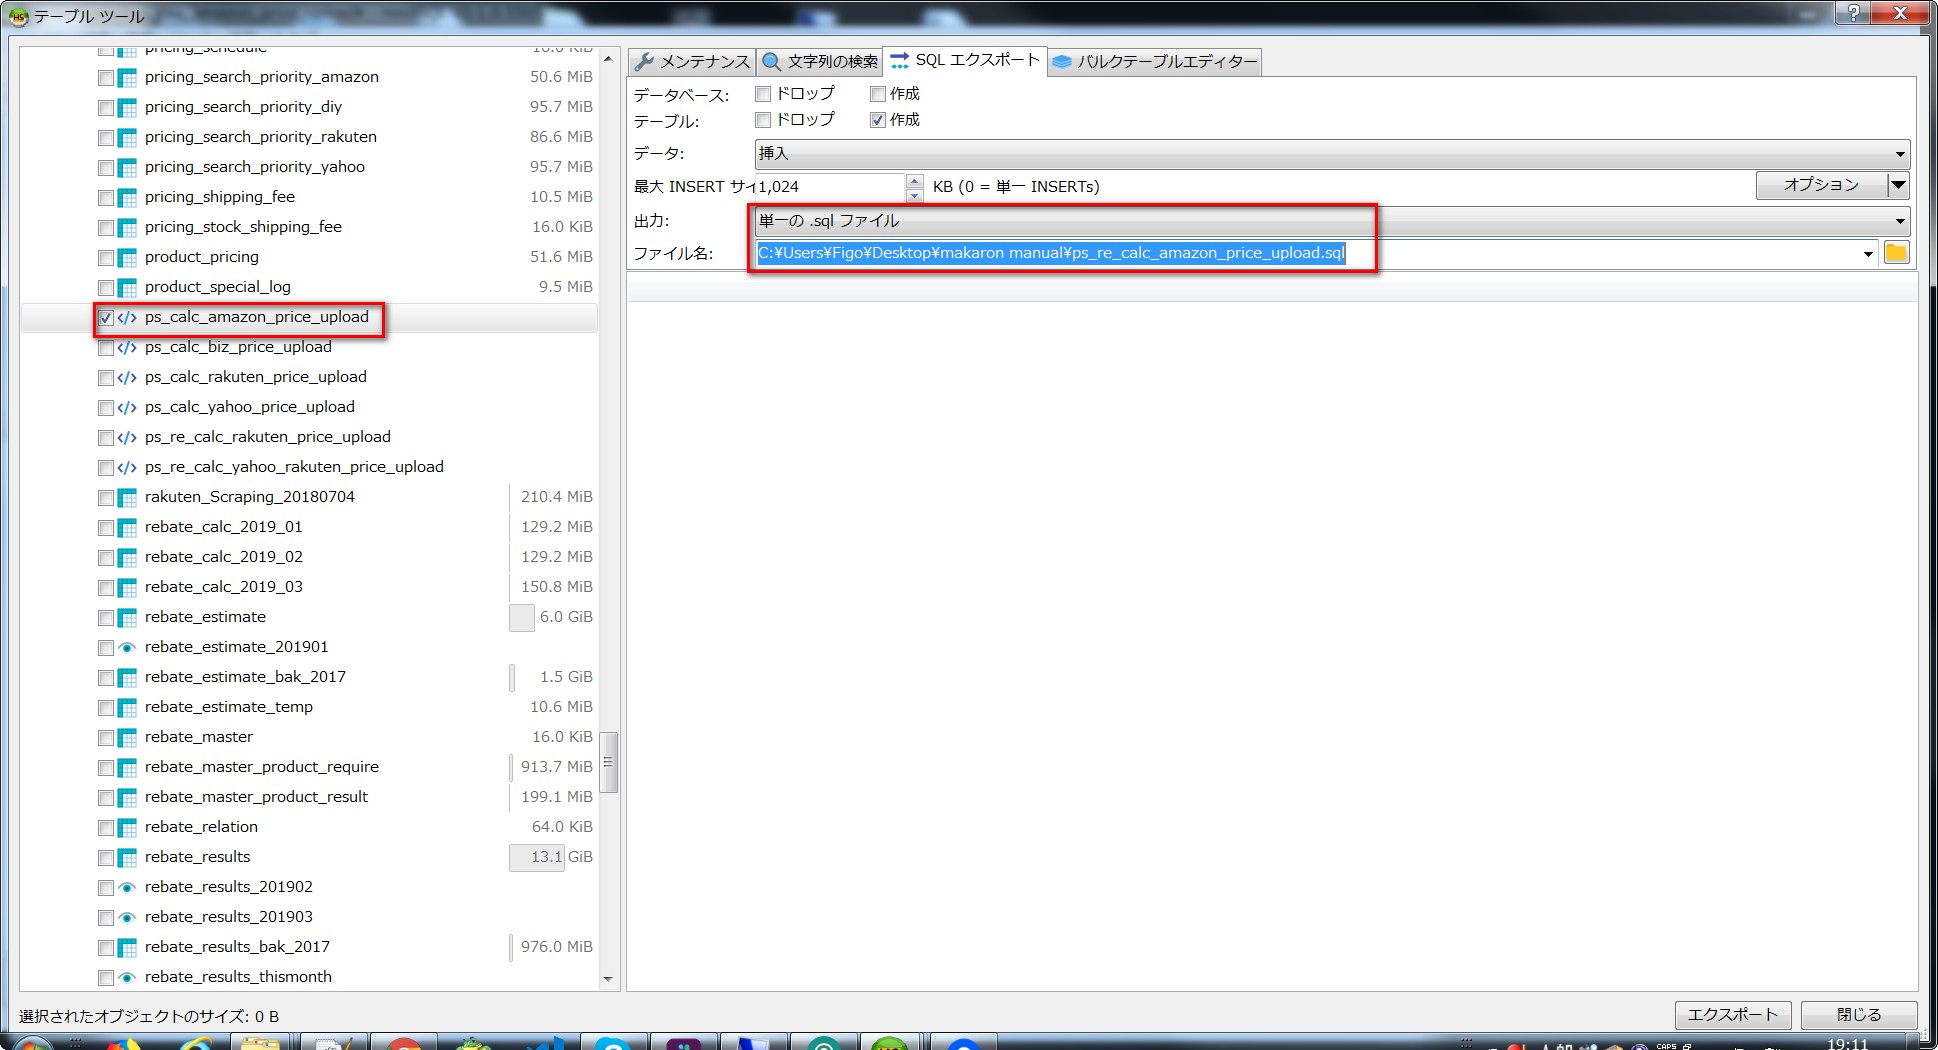 テーブル ツール
pricing_schedule 16.0 KiB
pricing_search_priority_amazon 50.6 MiB
pricing_search_priority_diy 95.7 MiB
pricing_search_priority_rakuten 86.6 MiB
pricing_search_priority_yahoo 95.7 MiB
pricing_shipping_fee 10.5 MiB
pricing_stock_shipping_fee 16.0 KiB
product_pricing 51.6 MiB
product_special_log 9.5 MiB
ps_calc_amazon_price_upload
ps_calc_biz_price_upload
ps_calc_rakuten_price_upload
ps_calc_yahoo_price_upload
ps_re_calc_rakuten_price_upload
ps_re_calc_yahoo_rakuten_price_upload
rakuten_Scraping_20180704 210.4 MiB
rebate_calc_2019_01 129.2 MiB
rebate_calc_2019_02 129.2 MiB
rebate_calc_2019_03 150.8 MiB
rebate_estimate 6.0 GiB
rebate_estimate_201901
rebate_estimate_bak_2017 1.5 GiB
rebate_estimate_temp 10.6 MiB
rebate_master 16.0 KiB
rebate_master_product_require 913.7 MiB
rebate_master_product_result 199.1 MiB
rebate_relation 64.0 KiB
rebate_results 13.1 GiB
rebate_results_201902
rebate_results_201903
rebate_results_bak_2017 976.0 MiB
rebate_results_thismonth
メンテナンス 文字列の検索 SQL エクスポート バルクテーブルエディター
データベース: ドロップ 作成
テーブル: ドロップ 作成
データ: 挿入
最大 INSERT サイ 1,024 KB (0 = 単一 INSERTs) オプション
出力: 単一の .sql ファイル
ファイル名: C:¥Users¥Figo¥Desktop¥makaron manual¥ps_re_calc_amazon_price_upload.sql
選択されたオブジェクトのサイズ: 0 B
エクスポート 閉じる
CAPS
19:11